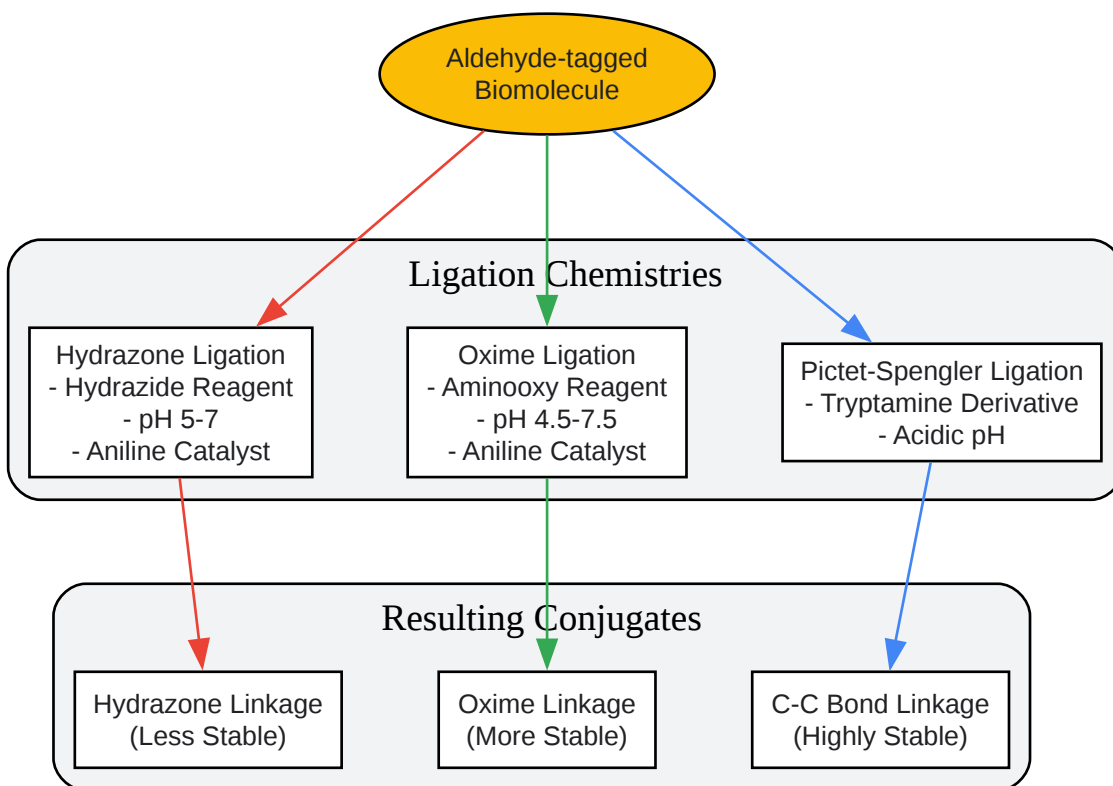 Aldehyde-tagged
Biomolecule
Ligation Chemistries
Hydrazone Ligation
- Hydrazide Reagent
- pH 5-7
- Aniline Catalyst
Oxime Ligation
- Aminooxy Reagent
- pH 4.5-7.5
- Aniline Catalyst
Pictet-Spengler Ligation
- Tryptamine Derivative
- Acidic pH
Resulting Conjugates
Hydrazone Linkage
(Less Stable)
Oxime Linkage
(More Stable)
C-C Bond Linkage
(Highly Stable)